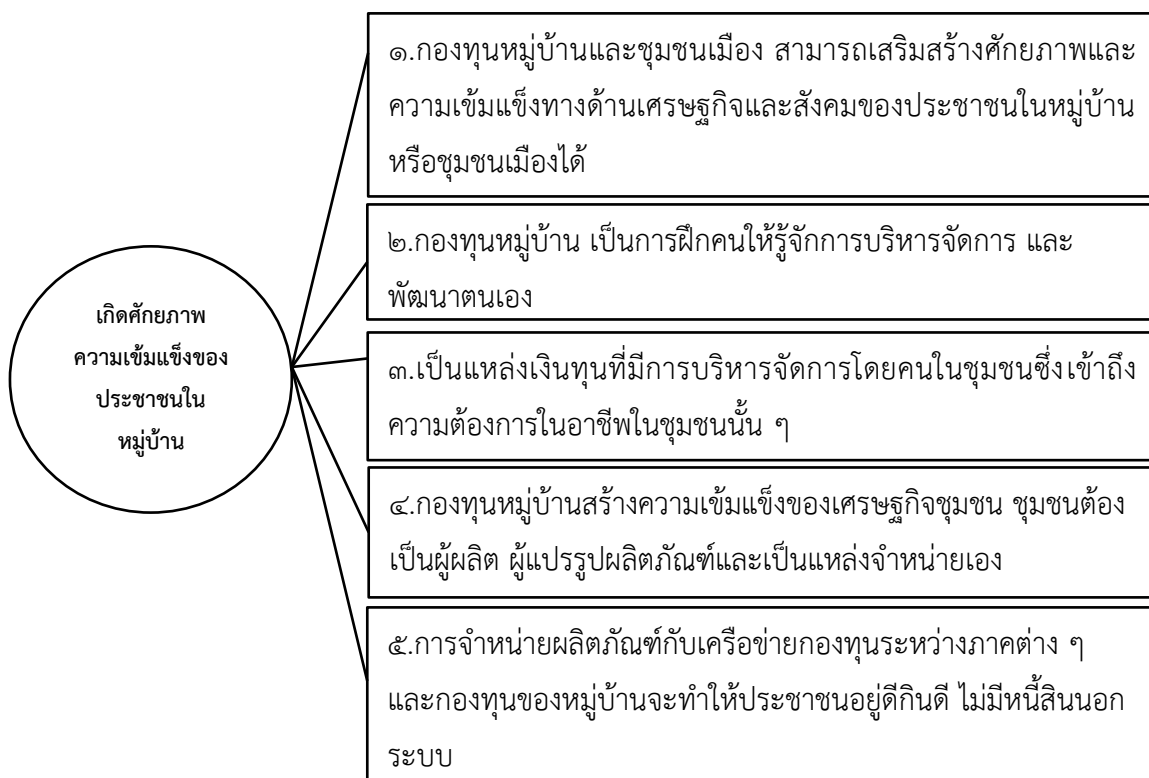 เกิดศักยภาพ
ความเข้มแข็งของ
ประชาชนใน
หมู่บ้าน
๑.กองทุนหมู่บ้านและชุมชนเมือง สามารถเสริมสร้างศักยภาพและ
ความเข้มแข็งทางด้านเศรษฐกิจและสังคมของประชาชนในหมู่บ้าน
หรือชุมชนเมืองได้
๒.กองทุนหมู่บ้าน เป็นการฝึกคนให้รู้จักการบริหารจัดการ และ
พัฒนาตนเอง
๓.เป็นแหล่งเงินทุนที่มีการบริหารจัดการโดยคนในชุมชนซึ่งเข้าถึง
ความต้องการในอาชีพในชุมชนนั้น ๆ
๔.กองทุนหมู่บ้านสร้างความเข้มแข็งของเศรษฐกิจชุมชน ชุมชนต้อง
เป็นผู้ผลิต ผู้แปรรูปผลิตภัณฑ์และเป็นแหล่งจำหน่ายเอง
๕.การจำหน่ายผลิตภัณฑ์กับเครือข่ายกองทุนระหว่างภาคต่าง ๆ
และกองทุนของหมู่บ้านจะทำให้ประชาชนอยู่ดีกินดี ไม่มีหนี้สินนอก
ระบบ